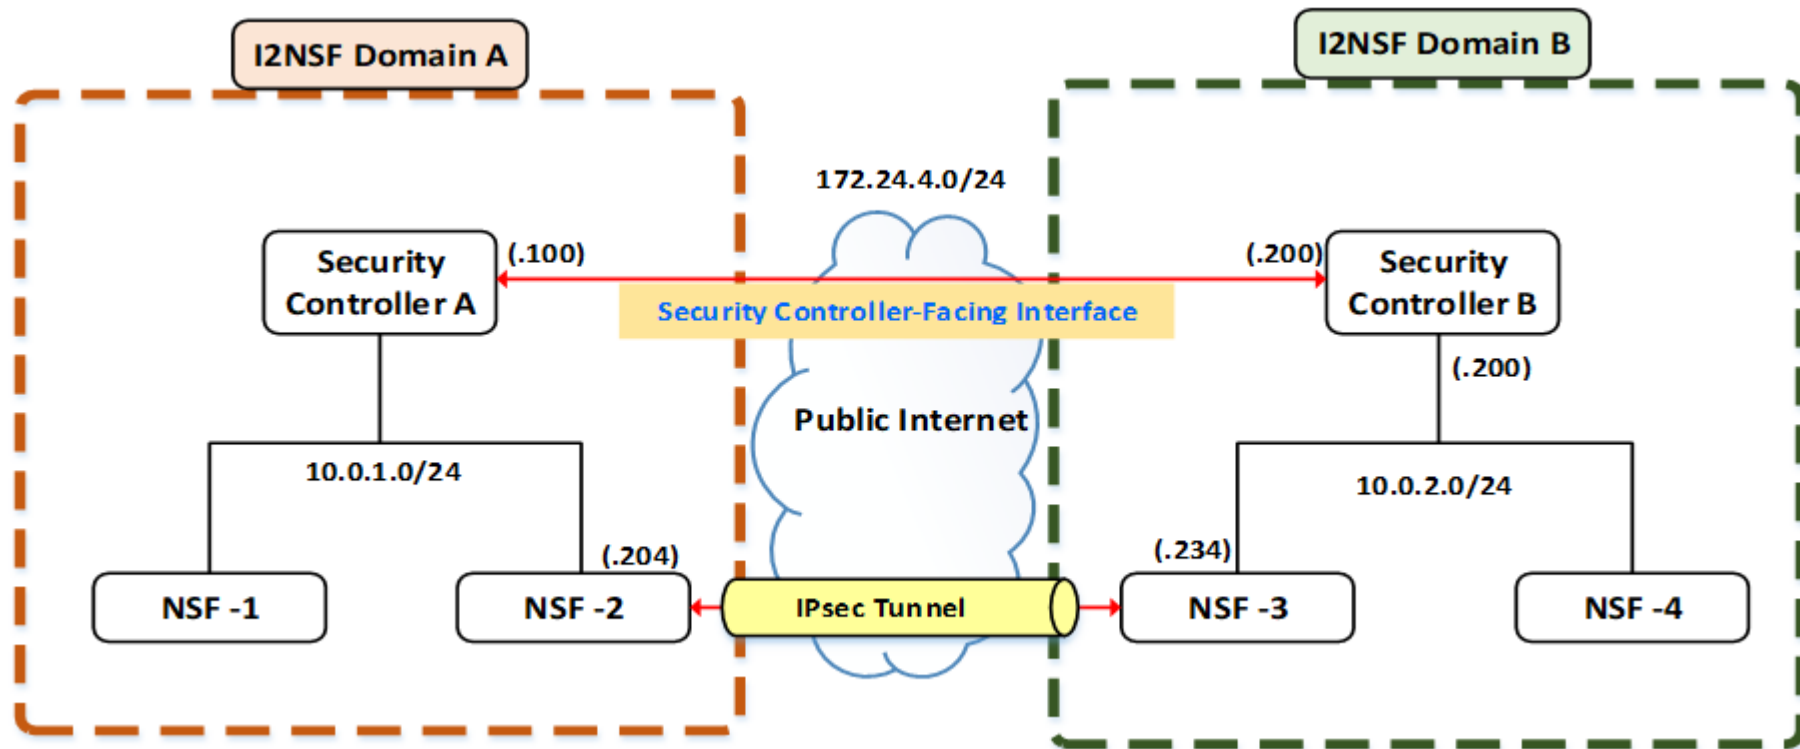 I2NSF Domain A
I2NSF Domain B
172.24.4.0/24
Security
Controller A
(.100)
(.200)
Security
Controller B
Security Controller-Facing Interface
(.200)
Public Internet
10.0.1.0/24
10.0.2.0/24
(.204)
(.234)
NSF -1
NSF -2
IPsec Tunnel
NSF -3
NSF -4